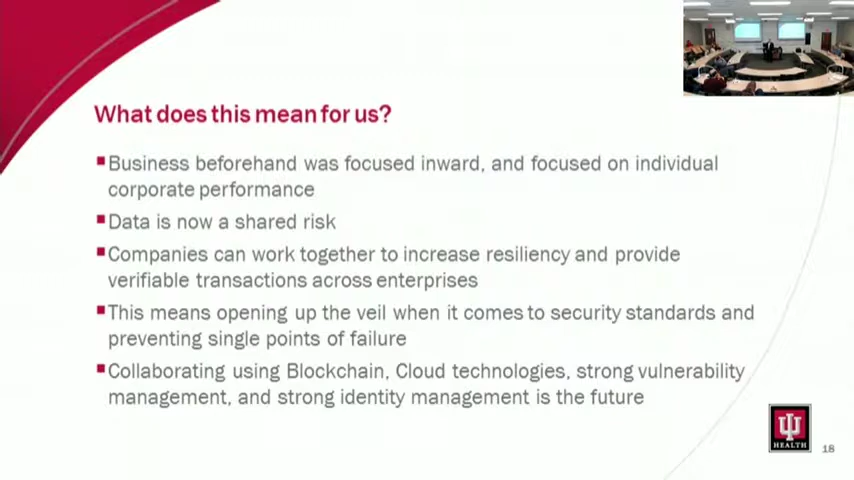 What does this mean for us?
Business beforehand was focused inward, and focused on individual
corporate performance
Data is now a shared risk
Companies can work together to increase resiliency and provide
verifiable transactions across enterprises
This means opening up the veil when it comes to security standards and
preventing single points of failure
Collaborating using Blockchain, Cloud technologies, strong vulnerability
management, and strong identity management is the future
HEALTH
18